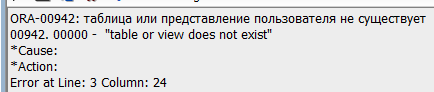 ORA-00942: таблица или представление пользователя не существует
00942. 00000 -  "table or view does not exist"
*Cause:
*Action:
Error at Line: 3 Column: 24